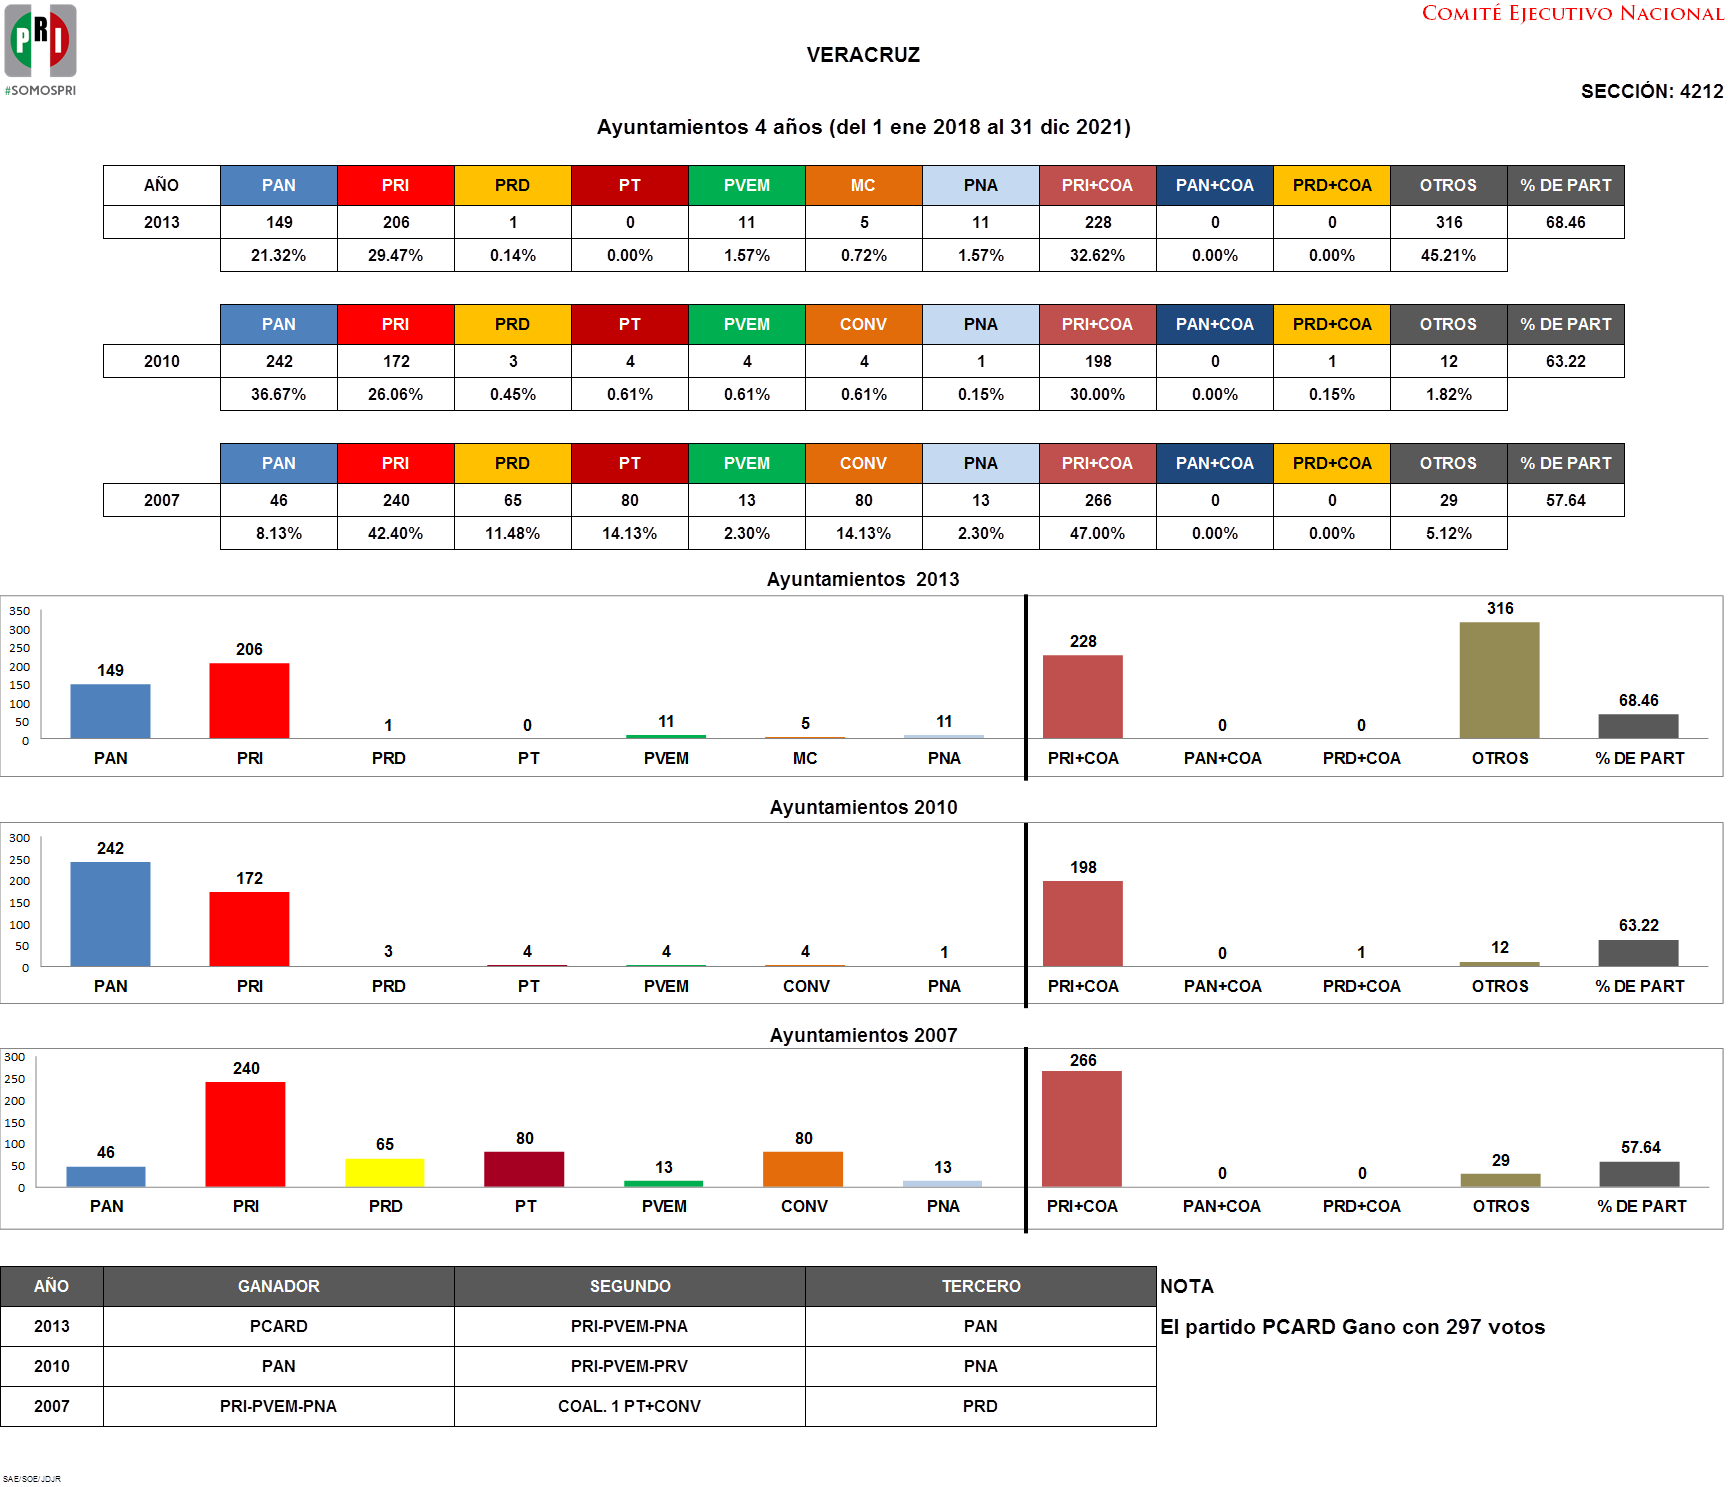 PRI
#SOMOSPRI
COMITÉ EJECUTIVO NACIONAL
VERACRUZ
SECCIÓN: 4212
Ayuntamientos 4 años (del 1 ene 2018 al 31 dic 2021)
AÑO PAN PRI PRD PT PVEM MC PNA PRI+COA PAN+COA PRD+COA OTROS % DE PART
2013 149 206 1 0 11 5 11 228 0 0 316 68.46
21.32% 29.47% 0.14% 0.00% 1.57% 0.72% 1.57% 32.62% 0.00% 0.00% 45.21%
PAN PRI PRD PT PVEM CONV PNA PRI+COA PAN+COA PRD+COA OTROS % DE PART
2010 242 172 3 4 4 4 1 198 0 1 12 63.22
36.67% 26.06% 0.45% 0.61% 0.61% 0.61% 0.15% 30.00% 0.00% 0.15% 1.82%
PAN PRI PRD PT PVEM CONV PNA PRI+COA PAN+COA PRD+COA OTROS % DE PART
2007 46 240 65 80 13 80 13 266 0 0 29 57.64
8.13% 42.40% 11.48% 14.13% 2.30% 14.13% 2.30% 47.00% 0.00% 0.00% 5.12%
Ayuntamientos 2013
350
300
250
200
150
100
50
0
149 206 1 0 11 5 11 228 0 0 316 68.46
PAN PRI PRD PT PVEM MC PNA PRI+COA PAN+COA PRD+COA OTROS % DE PART
Ayuntamientos 2010
300
250
200
150
100
50
0
242 172 3 4 4 4 1 198 0 1 12 63.22
PAN PRI PRD PT PVEM CONV PNA PRI+COA PAN+COA PRD+COA OTROS % DE PART
Ayuntamientos 2007
300
250
200
150
100
50
0
46 240 65 80 13 80 13 266 0 0 29 57.64
PAN PRI PRD PT PVEM CONV PNA PRI+COA PAN+COA PRD+COA OTROS % DE PART
AÑO GANADOR SEGUNDO TERCERO NOTA
2013 PCARD PRI-PVEM-PNA PAN El partido PCARD Gano con 297 votos
2010 PAN PRI-PVEM-PRV PNA
2007 PRI-PVEM-PNA COAL. 1 PT+CONV PRD
SAE/SOE/JDJR